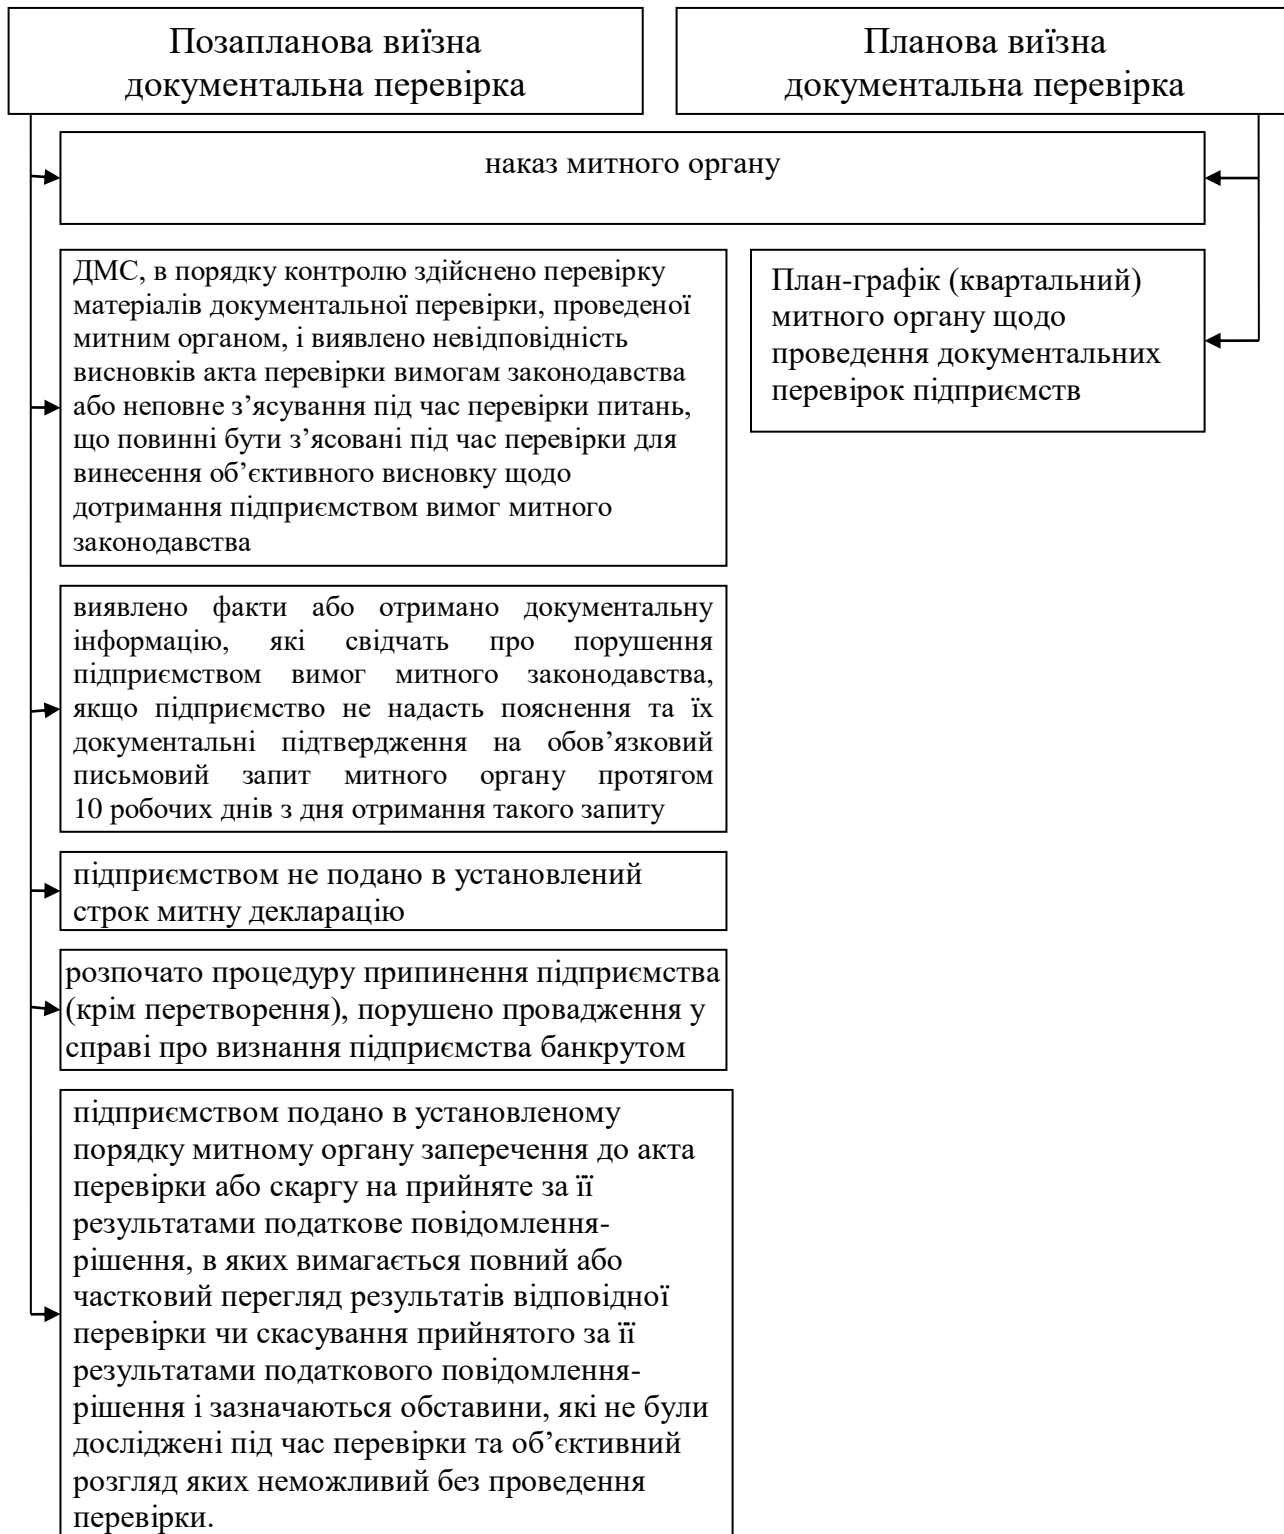 Позапланова виїзна
документальна перевірка
Планова виїзна
документальна перевірка
наказ митного органу
ДМС, в порядку контролю здійснено перевірку
матеріалів документальної перевірки, проведеної
митним органом, і виявлено невідповідність
висновків акта перевірки вимогам законодавства
або неповне з’ясування під час перевірки питань,
що повинні бути з’ясовані під час перевірки для
винесення об’єктивного висновку щодо
дотримання підприємством вимог митного
законодавства
План-графік (квартальний)
митного органу щодо
проведення документальних
перевірок підприємств
виявлено факти або отримано документальну
інформацію, які свідчать про порушення
підприємством вимог митного законодавства,
якщо підприємство не надасть пояснення та їх
документальні підтвердження на обов’язковий
письмовий запит митного органу протягом
10 робочих днів з дня отримання такого запиту
підприємством не подано в установлений
строк митну декларацію
розпочато процедуру припинення підприємства
(крім перетворення), порушено провадження у
справі про визнання підприємства банкрутом
підприємством подано в установленому
порядку митному органу заперечення до акта
перевірки або скаргу на прийняте за її
результатами податкове повідомлення-
рішення, в яких вимагається повний або
частковий перегляд результатів відповідної
перевірки чи скасування прийнятого за її
результатами податкового повідомлення-
рішення і зазначаються обставини, які не були
досліджені під час перевірки та об’єктивний
розгляд яких неможливий без проведення
перевірки.